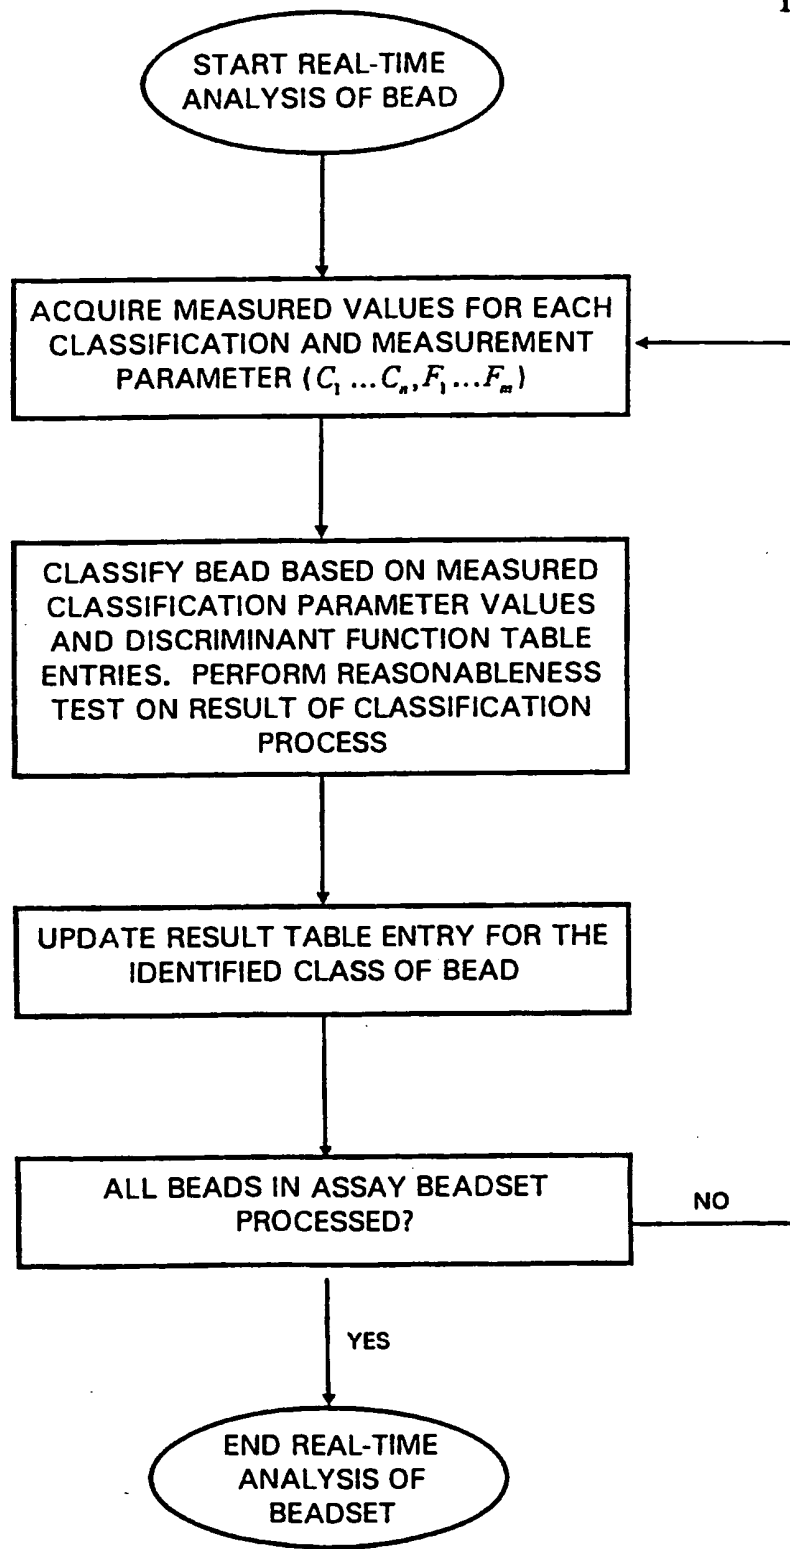 START REAL-TIME
ANALYSIS OF BEAD
ACQUIRE MEASURED VALUES FOR EACH
CLASSIFICATION AND MEASUREMENT
PARAMETER (C₁ ...Cₙ,F₁...Fₘ)
CLASSIFY BEAD BASED ON MEASURED
CLASSIFICATION PARAMETER VALUES
AND DISCRIMINANT FUNCTION TABLE
ENTRIES. PERFORM REASONABLENESS
TEST ON RESULT OF CLASSIFICATION
PROCESS
UPDATE RESULT TABLE ENTRY FOR THE
IDENTIFIED CLASS OF BEAD
ALL BEADS IN ASSAY BEADSET
PROCESSED?
NO
YES
END REAL-TIME
ANALYSIS OF
BEADSET